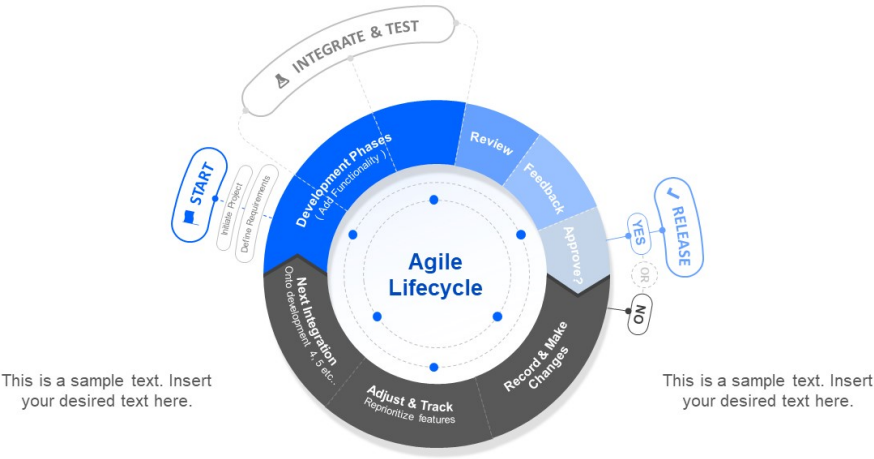 INTEGRATE & TEST
START
Initiate Project
Define Requirements
Development Phases
( Add Functionality )
Review
Feedback
Approve?
YES
OR
NO
RELEASE
Agile
Lifecycle
Record & Make
Changes
Adjust & Track
Reprioritize features
Next Integration
Onto development 4, 5 etc..,
This is a sample text. Insert
your desired text here.
This is a sample text. Insert
your desired text here.